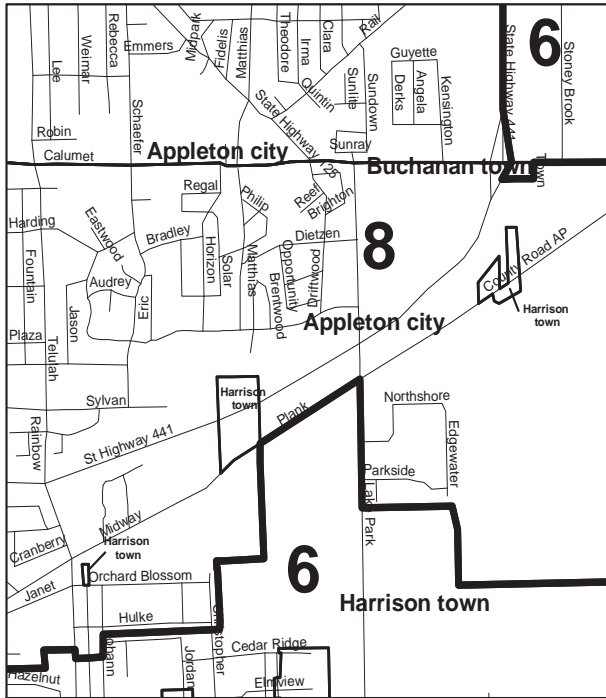 Rebecca
Weimar
Lee
Emmers
Midpark
Fidelis
Matthias
Theodore
Irma
Clara
Rail
Guyette
Derks
Angela
Kensington
State Highway 441
6
Stoney Brook
Schaefer
State Highway 125
Quintin
Sunlite
Sundown
Robin
Calumet
Appleton city
Sunray
Buchanan town
Town
Regal
Philip
Reef
Brighton
Harding
Eastwood
Bradley
Horizon
Solar
Matthias
Dietzen
8
Fountain
Audrey
Eric
Opportunity
Brentwood
Driftwood
County Road AP
Harrison
town
Appleton city
Plaza
Jason
Telulah
Sylvan
Harrison
town
Plank
Northshore
Edgewater
Rainbow
St Highway 441
Parkside
Lake Park
Midway
Cranberry
Harrison
town
Janet
Orchard Blossom
6
Harrison town
Hulke
Christopher
Cedar Ridge
Johann
Jordan
Elmview
Hazelnut